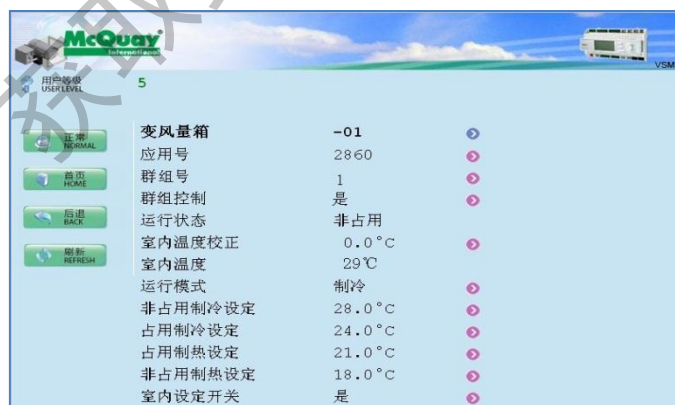 McQuay
International
VSM
用户等级
USER LEVEL
5
正常
NORMAL
首页
HOME
后退
BACK
刷新
REFRESH
变风量箱 -01
应用号 2860
群组号 1
群组控制 是
运行状态 非占用
室内温度校正 0.0°C
室内温度 29℃
运行模式 制冷
非占用制冷设定 28.0°C
占用制冷设定 24.0°C
占用制热设定 21.0°C
非占用制热设定 18.0°C
室内设定开关 是
获取